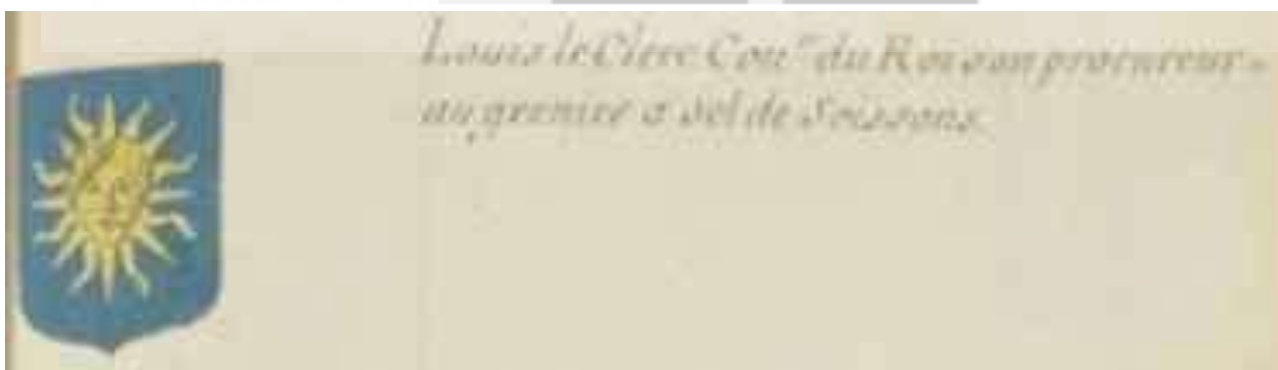 Louis le Clerc Con.er du Roi son procureur
au grenier a sel de Soissons.